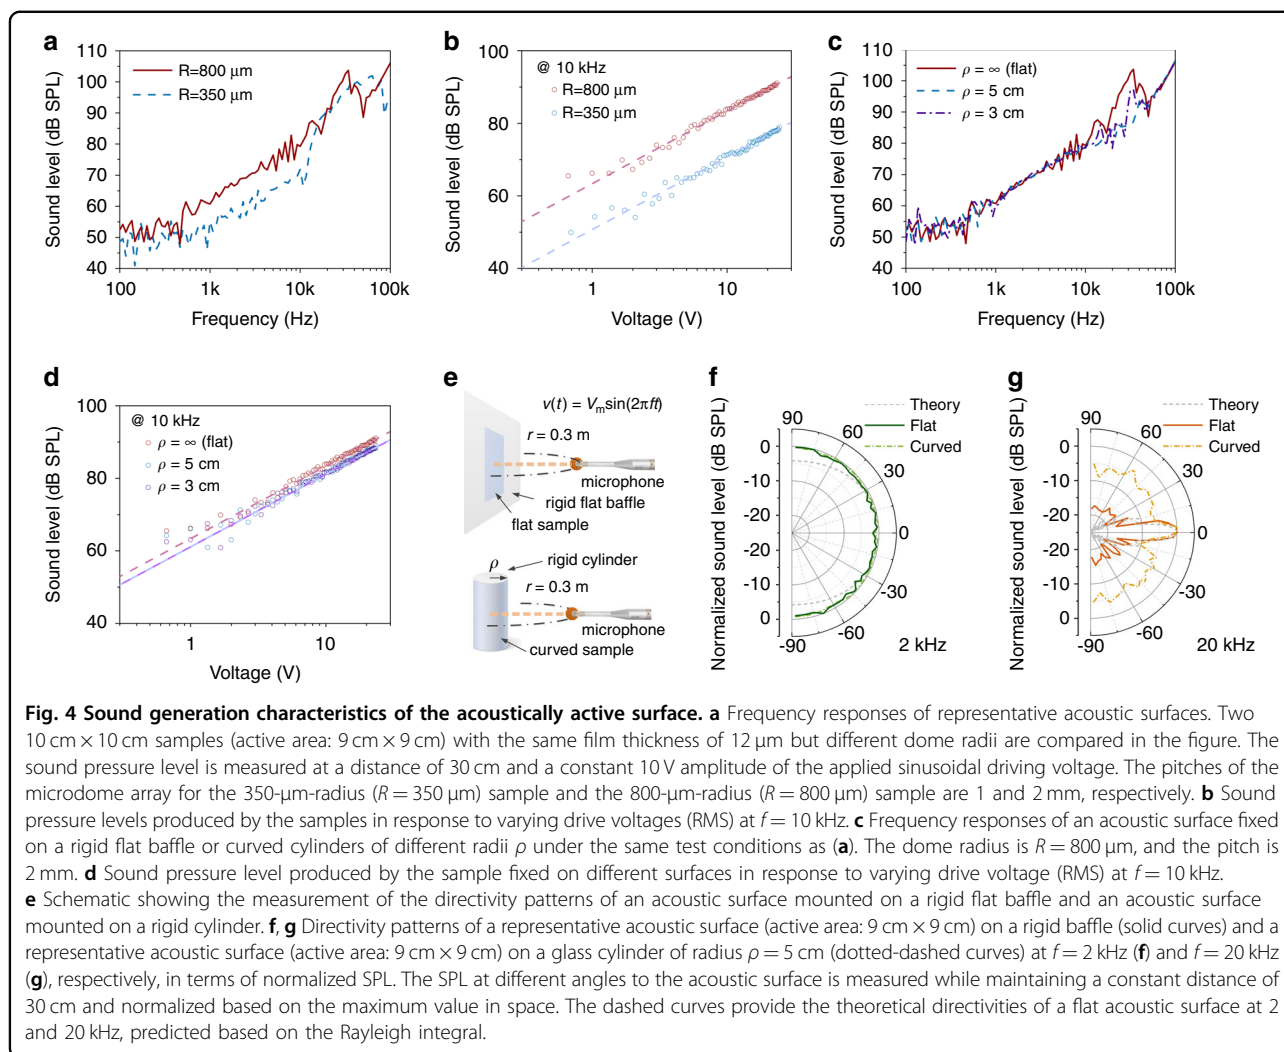 a
Sound level (dB SPL)
110
100
90
80
70
60
50
40
R=800 μm
R=350 μm
100
1k
10k
100k
Frequency (Hz)
b
Sound level (dB SPL)
100
80
60
40
@ 10 kHz
R=800 μm
R=350 μm
1
10
Voltage (V)
c
Sound level (dB SPL)
110
100
90
80
70
60
50
40
ρ = ∞ (flat)
ρ = 5 cm
ρ = 3 cm
100
1k
10k
100k
Frequency (Hz)
d
Sound level (dB SPL)
100
80
60
40
@ 10 kHz
ρ = ∞ (flat)
ρ = 5 cm
ρ = 3 cm
1
10
Voltage (V)
e
v(t) = Vmsin(2πft)
r = 0.3 m
microphone
rigid flat baffle
flat sample
ρ
rigid cylinder
r = 0.3 m
microphone
curved sample
f
Normalized sound level (dB SPL)
0
-10
-20
-20
-10
0
Theory
Flat
Curved
90
60
30
0
-30
-60
-90
2 kHz
g
Normalized sound level (dB SPL)
0
-10
-20
-20
-10
0
Theory
Flat
Curved
90
60
30
0
-30
-60
-90
20 kHz
Fig. 4 Sound generation characteristics of the acoustically active surface. a Frequency responses of representative acoustic surfaces. Two
10 cm × 10 cm samples (active area: 9 cm × 9 cm) with the same film thickness of 12 μm but different dome radii are compared in the figure. The
sound pressure level is measured at a distance of 30 cm and a constant 10 V amplitude of the applied sinusoidal driving voltage. The pitches of the
microdome array for the 350-μm-radius (R = 350 μm) sample and the 800-μm-radius (R = 800 μm) sample are 1 and 2 mm, respectively. b Sound
pressure levels produced by the samples in response to varying drive voltages (RMS) at f = 10 kHz. c Frequency responses of an acoustic surface fixed
on a rigid flat baffle or curved cylinders of different radii ρ under the same test conditions as (a). The dome radius is R = 800 μm, and the pitch is
2 mm. d Sound pressure level produced by the sample fixed on different surfaces in response to varying drive voltage (RMS) at f = 10 kHz.
e Schematic showing the measurement of the directivity patterns of an acoustic surface mounted on a rigid flat baffle and an acoustic surface
mounted on a rigid cylinder. f, g Directivity patterns of a representative acoustic surface (active area: 9 cm × 9 cm) on a rigid baffle (solid curves) and a
representative acoustic surface (active area: 9 cm × 9 cm) on a glass cylinder of radius ρ = 5 cm (dotted-dashed curves) at f = 2 kHz (f) and f = 20 kHz
(g), respectively, in terms of normalized SPL. The SPL at different angles to the acoustic surface is measured while maintaining a constant distance of
30 cm and normalized based on the maximum value in space. The dashed curves provide the theoretical directivities of a flat acoustic surface at 2
and 20 kHz, predicted based on the Rayleigh integral.